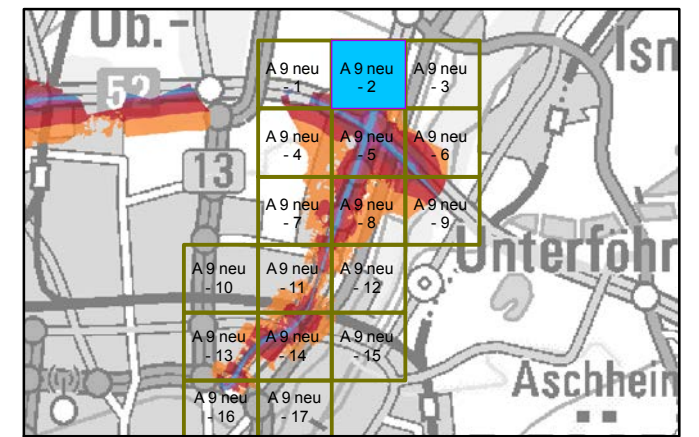 Ob.-
Isn
52
A 9 neu
- 1
A 9 neu
- 2
A 9 neu
- 3
A 9 neu
- 4
A 9 neu
- 5
A 9 neu
- 6
13
A 9 neu
- 7
A 9 neu
- 8
A 9 neu
- 9
Unterföhr
A 9 neu
- 10
A 9 neu
- 11
A 9 neu
- 12
A 9 neu
- 13
A 9 neu
- 14
A 9 neu
- 15
Aschhein
A 9 neu
- 16
A 9 neu
- 17